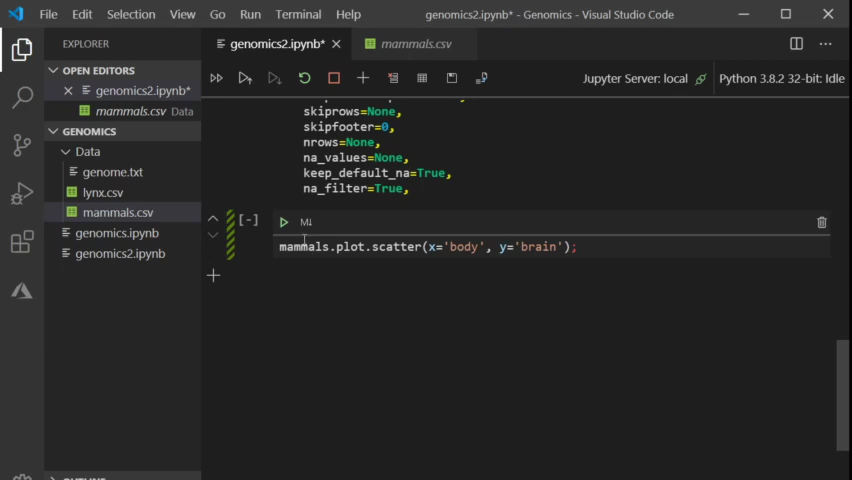 File Edit Selection View Go Run Terminal Help genomics2.ipynb* - Genomics - Visual Studio Code
EXPLORER
OPEN EDITORS
genomics2.ipynb*
mammals.csv Data
GENOMICS
Data
genome.txt
lynx.csv
mammals.csv
genomics.ipynb
genomics2.ipynb
genomics2.ipynb*
mammals.csv
Jupyter Server: local
Python 3.8.2 32-bit: Idle
skiprows=None,
skipfooter=0,
nrows=None,
na_values=None,
keep_default_na=True,
na_filter=True,
[-]
M↓
mammals.plot.scatter(x='body', y='brain');